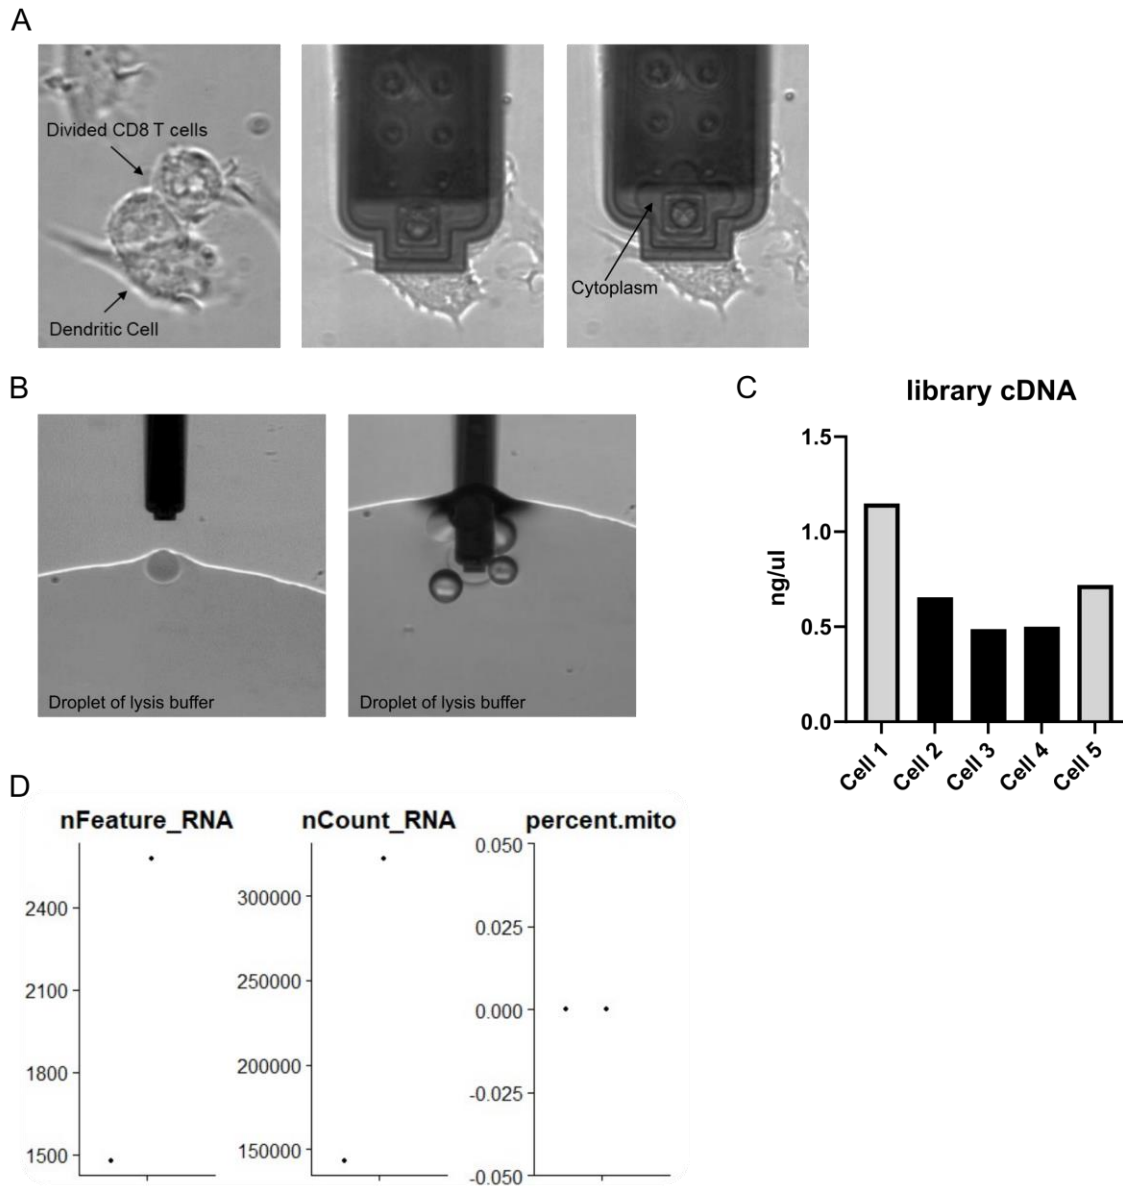 A
Divided CD8 T cells
Dendritic Cell
Cytoplasm
B
Droplet of lysis buffer
Droplet of lysis buffer
C
library cDNA
ng/ul
1.5
1.0
0.5
0.0
Cell 1
Cell 2
Cell 3
Cell 4
Cell 5
D
nFeature_RNA
2400
2100
1800
1500
nCount_RNA
300000
250000
200000
150000
percent.mito
0.050
0.025
0.000
-0.025
-0.050